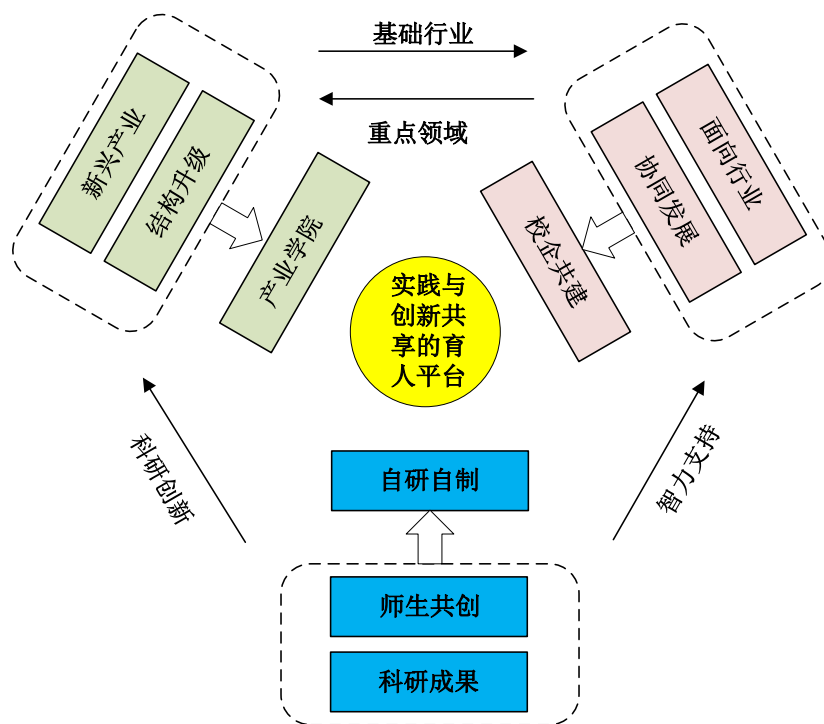 基础行业
重点领域
新兴产业
结构升级
产业学院
面向行业
协同发展
校企共建
实践与
创新共
享的育
人平台
科研创新
智力支持
自研自制
师生共创
科研成果